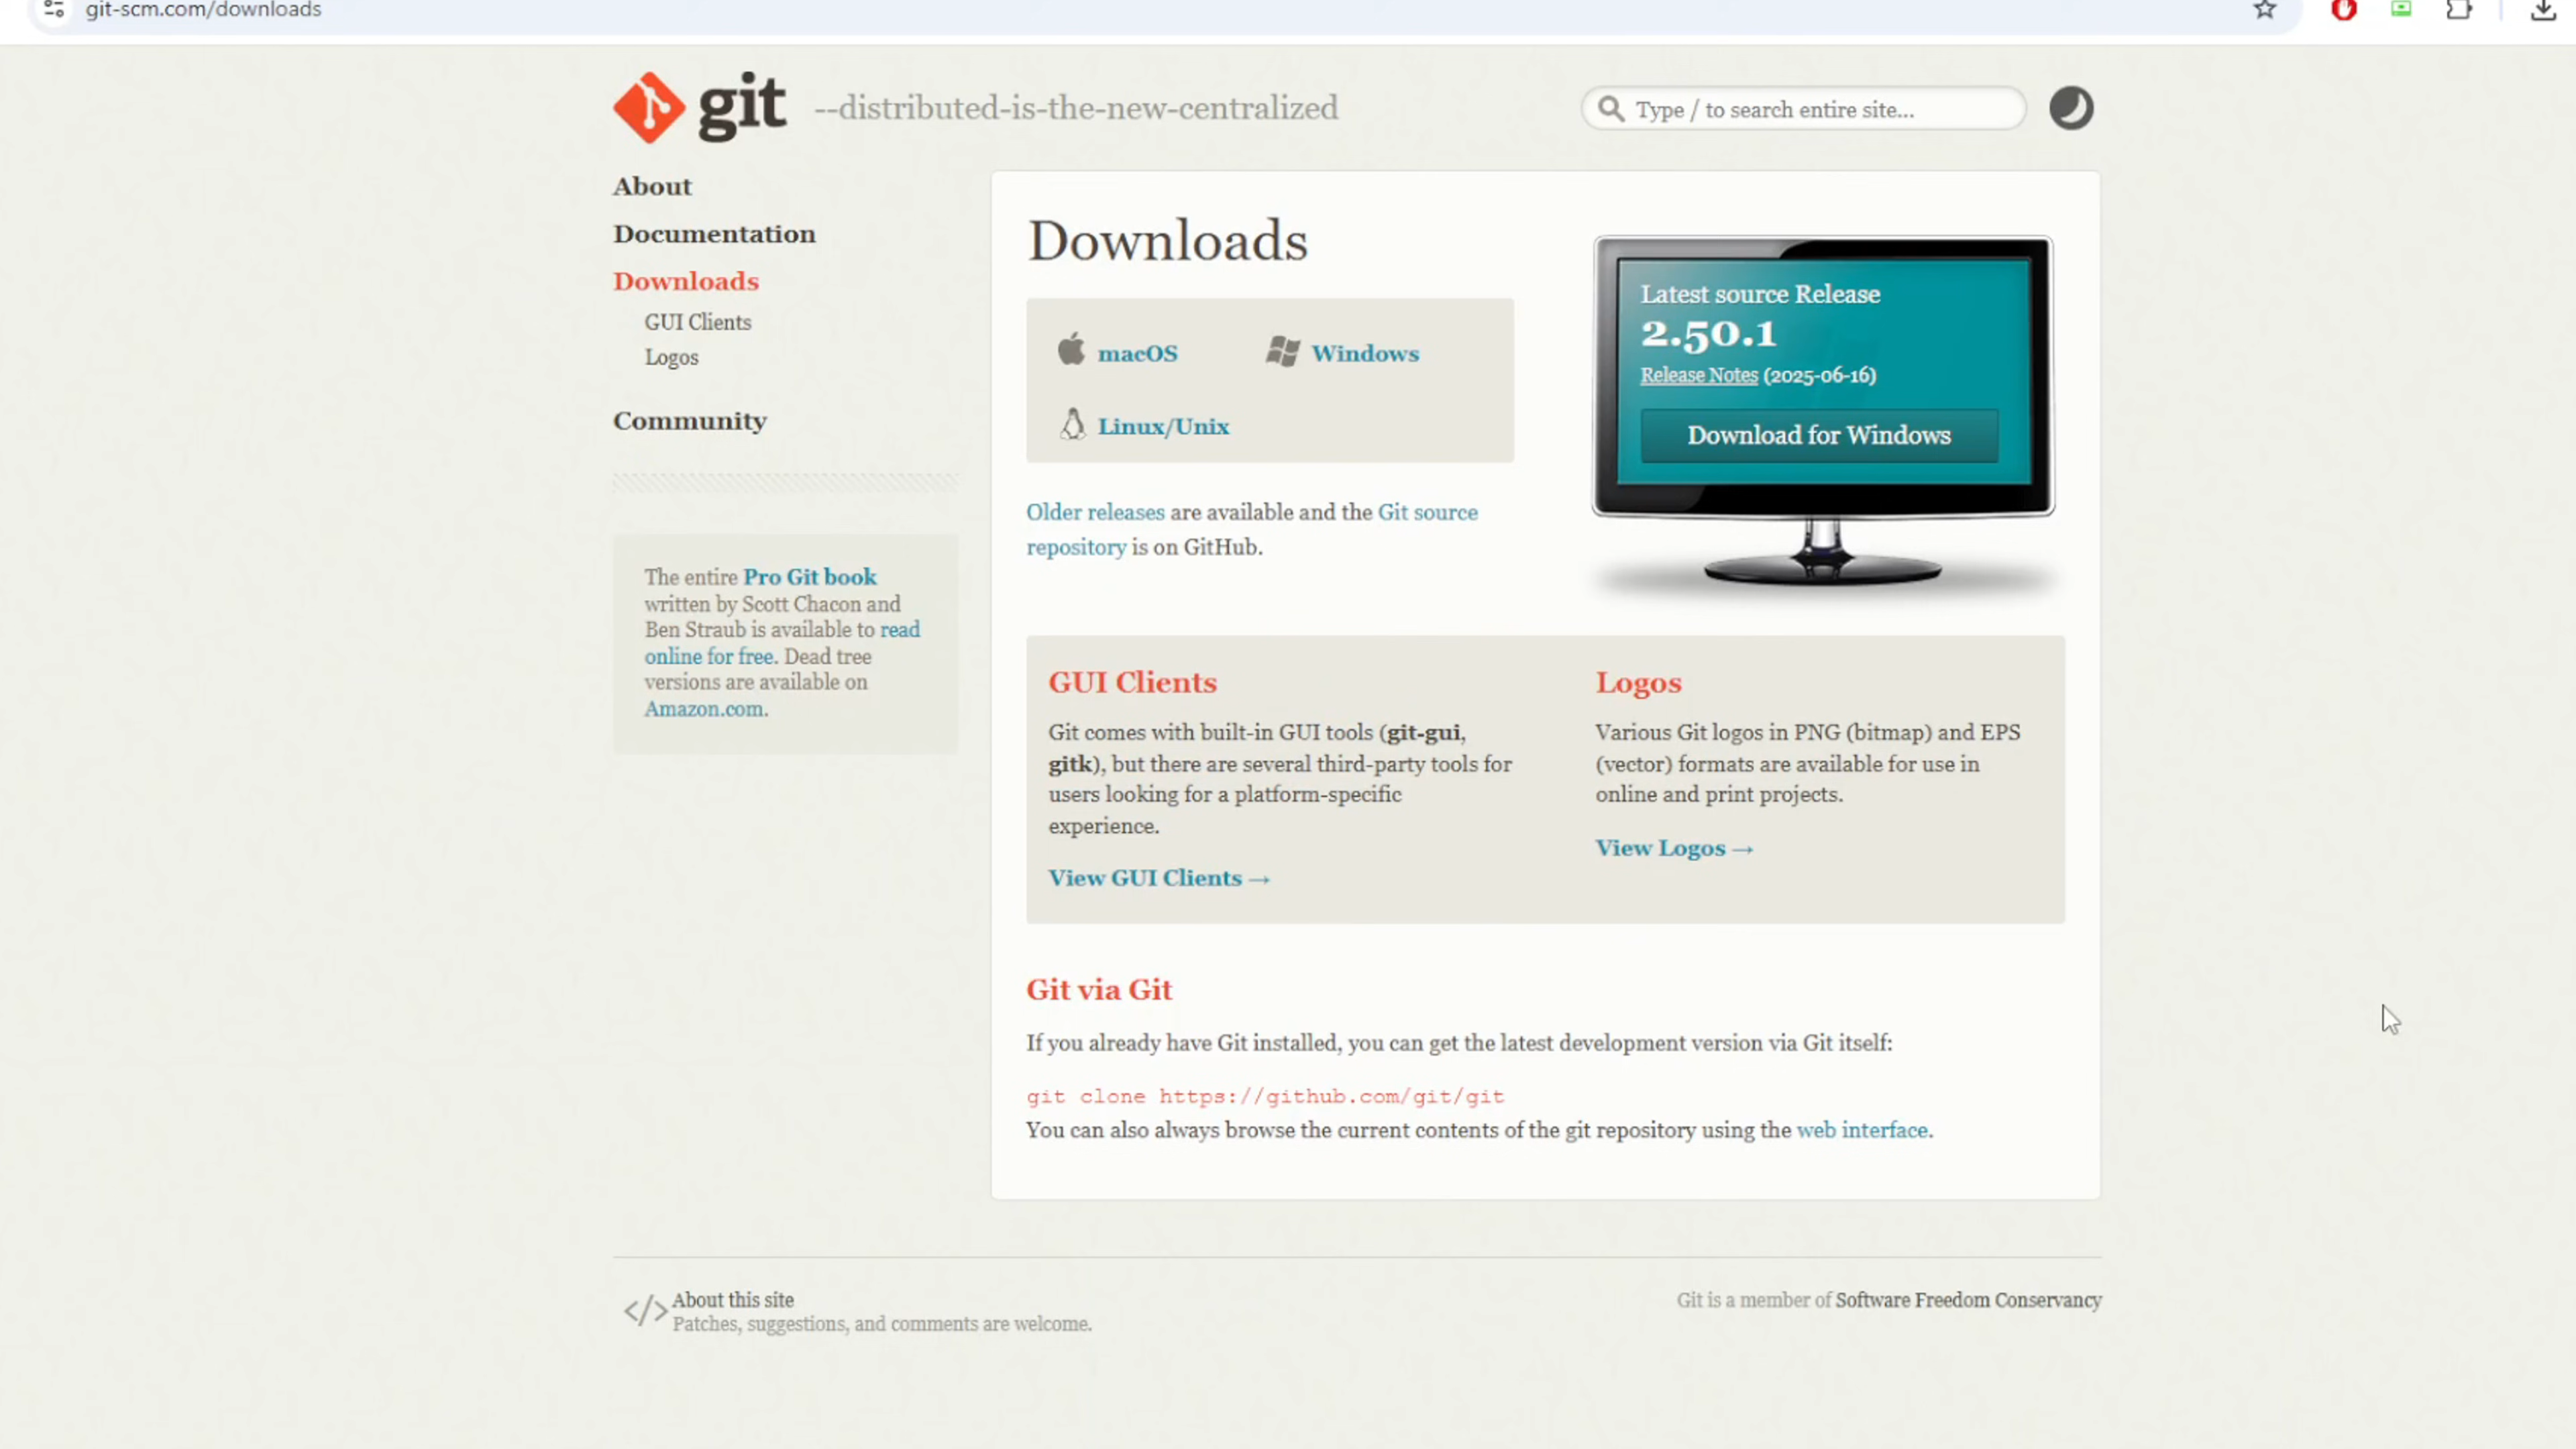 git-scm.com/downloads
git --distributed-is-the-new-centralized
Type / to search entire site...
About
Documentation
Downloads
GUI Clients
Logos
Community
The entire Pro Git book
written by Scott Chacon and
Ben Straub is available to read
online for free. Dead tree
versions are available on
Amazon.com.
Downloads
macOS
Windows
Linux/Unix
Older releases are available and the Git source
repository is on GitHub.
Latest source Release
2.50.1
Release Notes (2025-06-16)
Download for Windows
GUI Clients
Git comes with built-in GUI tools (git-gui,
gitk), but there are several third-party tools for
users looking for a platform-specific
experience.
View GUI Clients →
Logos
Various Git logos in PNG (bitmap) and EPS
(vector) formats are available for use in
online and print projects.
View Logos →
Git via Git
If you already have Git installed, you can get the latest development version via Git itself:
git clone https://github.com/git/git
You can also always browse the current contents of the git repository using the web interface.
</> About this site
Patches, suggestions, and comments are welcome.
Git is a member of Software Freedom Conservancy